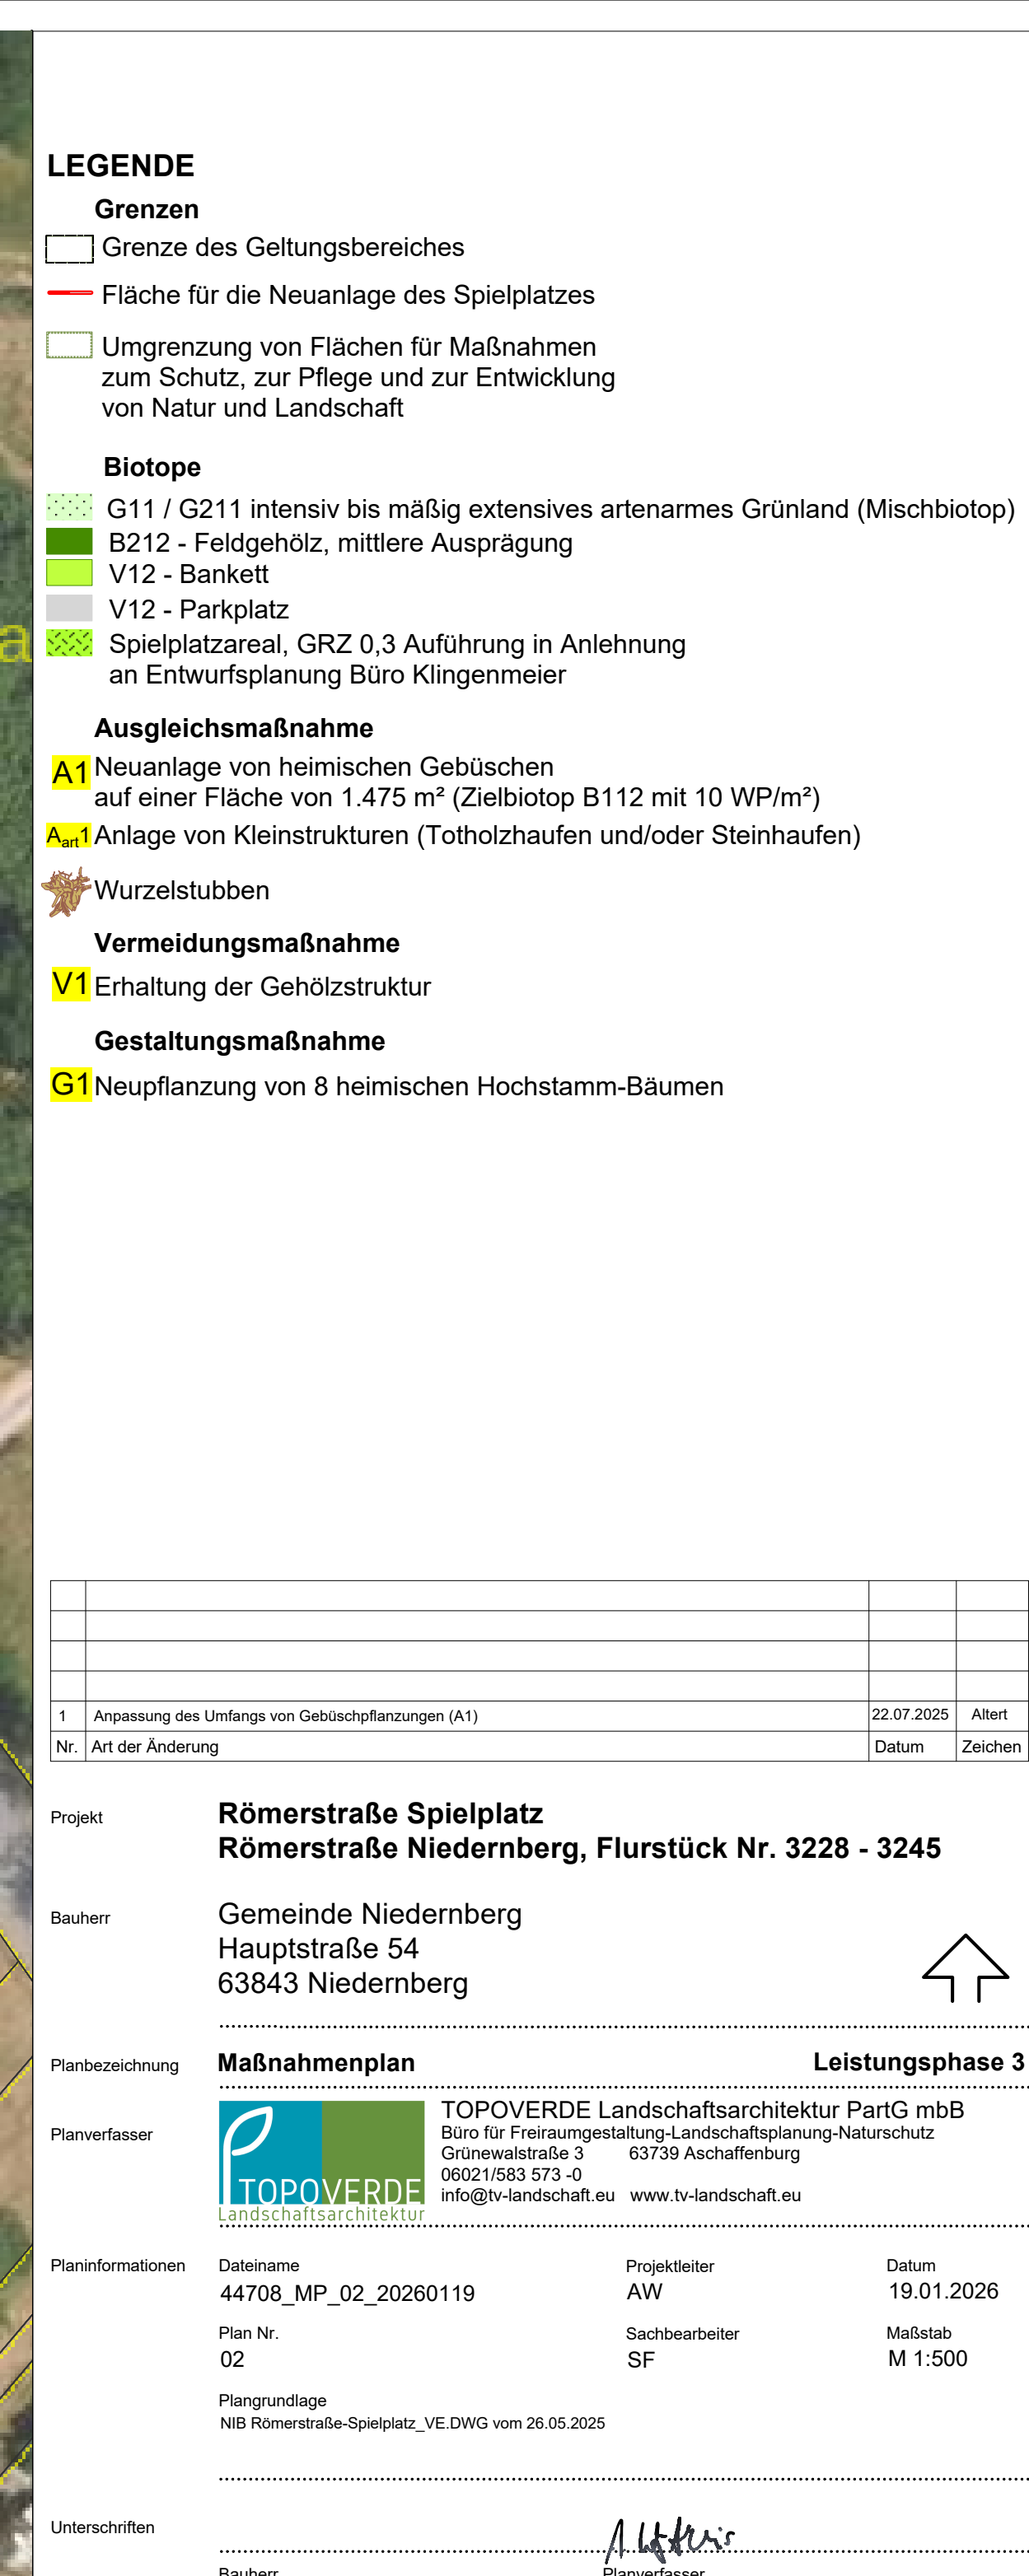 LEGENDE
Grenzen
Grenze des Geltungsbereiches
Fläche für die Neuanlage des Spielplatzes
Umgrenzung von Flächen für Maßnahmen
zum Schutz, zur Pflege und zur Entwicklung
von Natur und Landschaft
Biotope
G11 / G211 intensiv bis mäßig extensives artenarmes Grünland (Mischbiotop)
B212 - Feldgehölz, mittlere Ausprägung
V12 - Bankett
V12 - Parkplatz
a
Spielplatzareal, GRZ 0,3 Auführung in Anlehnung
an Entwurfsplanung Büro Klingenmeier
Ausgleichsmaßnahme
A1 Neuanlage von heimischen Gebüschen
auf einer Fläche von 1.475 m² (Zielbiotop B112 mit 10 WP/m²)
Aart1 Anlage von Kleinstrukturen (Totholzhaufen und/oder Steinhaufen)
Wurzelstubben
Vermeidungsmaßnahme
V1 Erhaltung der Gehölzstruktur
Gestaltungsmaßnahme
G1 Neupflanzung von 8 heimischen Hochstamm-Bäumen
1 Anpassung des Umfangs von Gebüschpflanzungen (A1) 22.07.2025 Altert
Nr. Art der Änderung Datum Zeichen
Projekt Römerstraße Spielplatz
Römerstraße Niedernberg, Flurstück Nr. 3228 - 3245
Bauherr Gemeinde Niedernberg
Hauptstraße 54
63843 Niedernberg
Planbezeichnung Maßnahmenplan Leistungsphase 3
Planverfasser
TOPOVERDE
Landschaftsarchitektur
TOPOVERDE Landschaftsarchitektur PartG mbB
Büro für Freiraumgestaltung-Landschaftsplanung-Naturschutz
Grünewalstraße 3 63739 Aschaffenburg
06021/583 573 -0
info@tv-landschaft.eu www.tv-landschaft.eu
Planinformationen Dateiname Projektleiter Datum
44708_MP_02_20260119 AW 19.01.2026
Plan Nr. Sachbearbeiter Maßstab
02 SF M 1:500
Plangrundlage
NIB Römerstraße-Spielplatz_VE.DWG vom 26.05.2025
Unterschriften
Bauherr Planverfasser